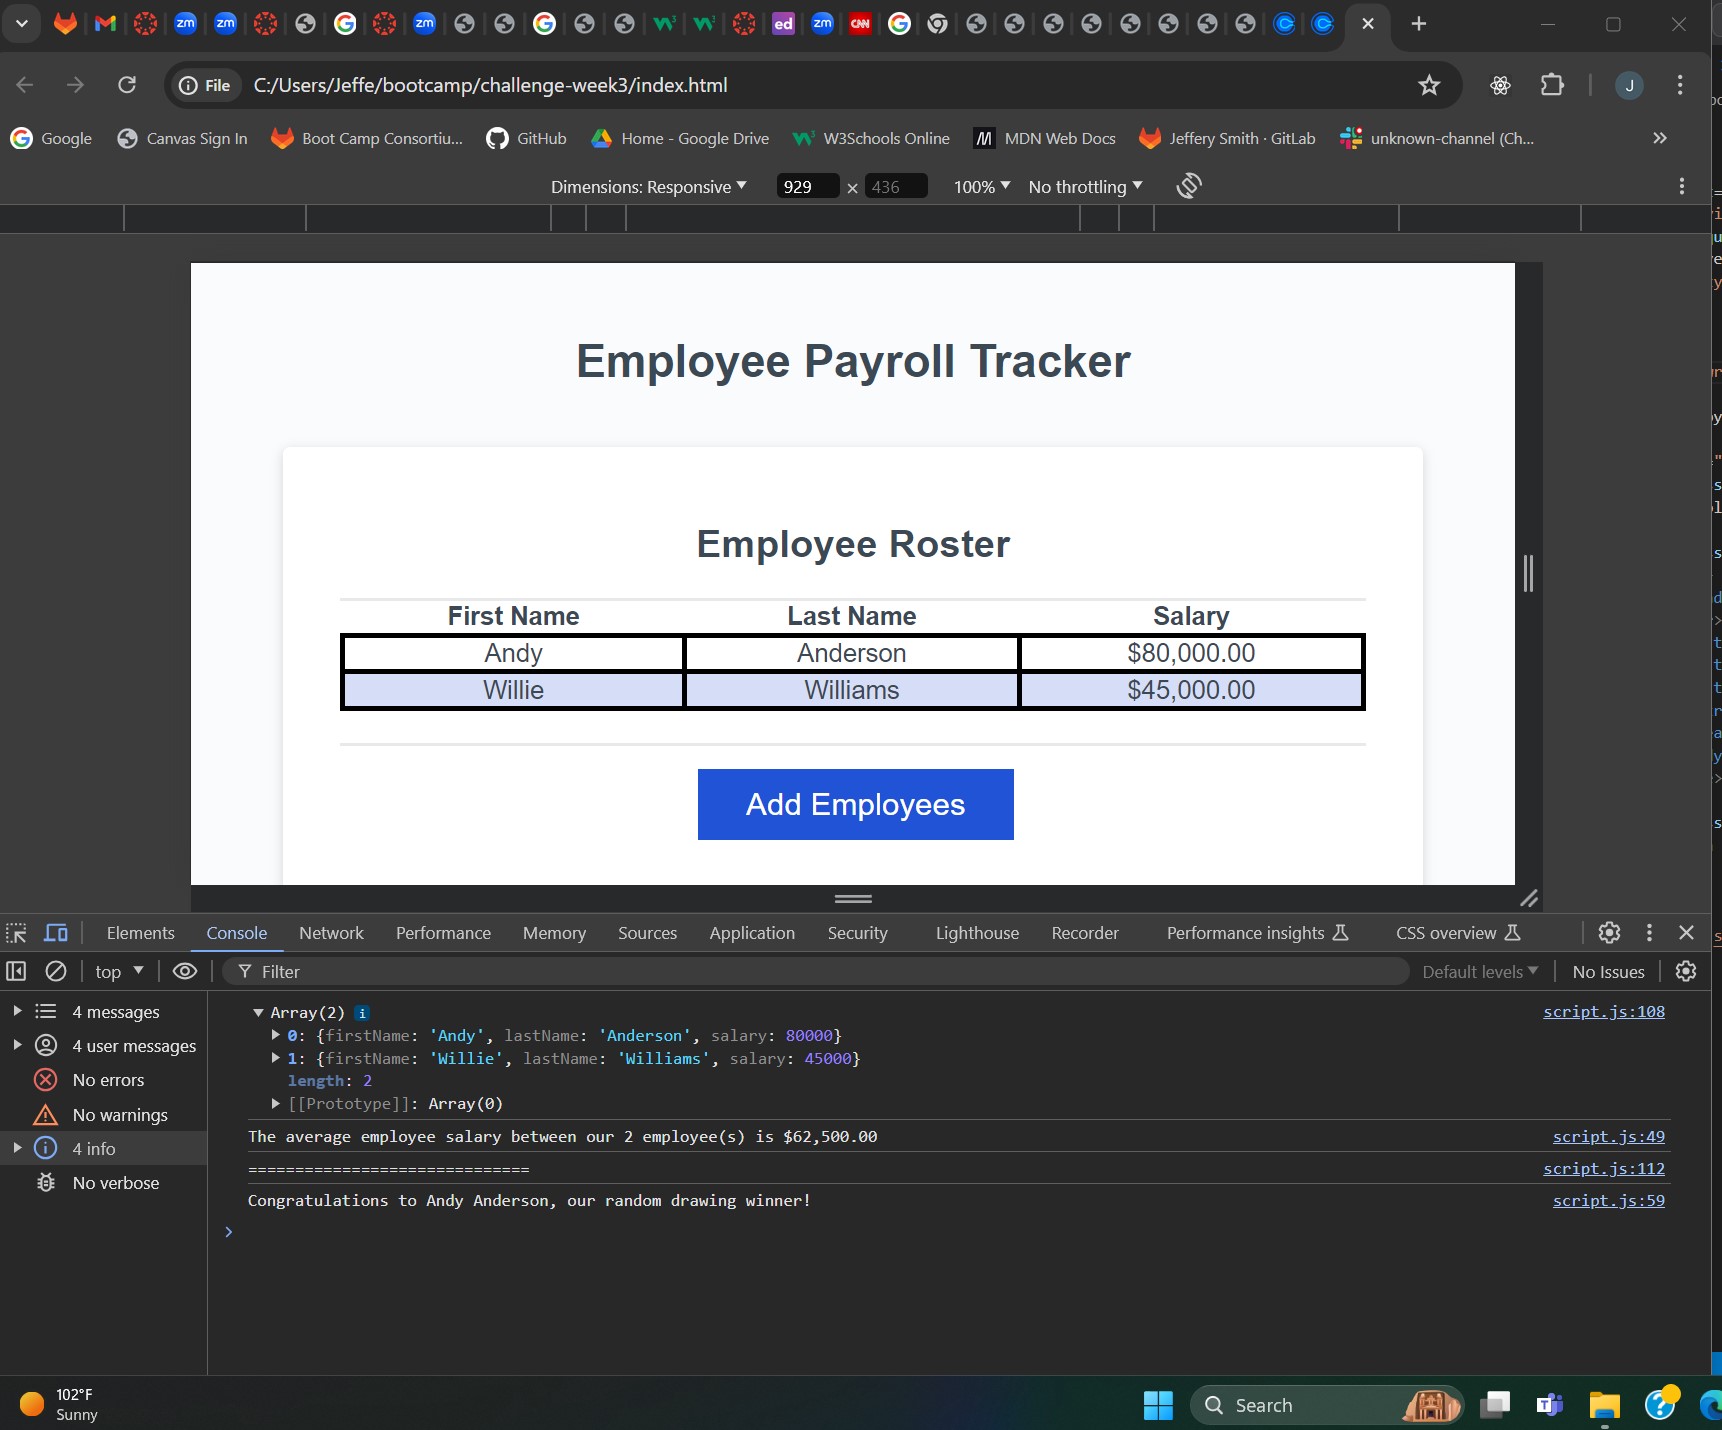 zm
zm
zm
ed
zm
CNN
File
C:/Users/Jeffe/bootcamp/challenge-week3/index.html
J
Google
Canvas Sign In
Boot Camp Consortiu...
GitHub
Home - Google Drive
W3Schools Online
MDN Web Docs
Jeffery Smith · GitLab
unknown-channel (Ch...
Dimensions: Responsive
929 × 436
100%
No throttling
Employee Payroll Tracker
Employee Roster
First Name Last Name Salary
Andy Anderson $80,000.00
Willie Williams $45,000.00
Add Employees
Elements Console Network Performance Memory Sources Application Security Lighthouse Recorder Performance insights CSS overview
top
Filter
Default levels
No Issues
4 messages
4 user messages
No errors
No warnings
4 info
No verbose
Array(2) i script.js:108
0: {firstName: 'Andy', lastName: 'Anderson', salary: 80000}
1: {firstName: 'Willie', lastName: 'Williams', salary: 45000}
length: 2
[[Prototype]]: Array(0)
The average employee salary between our 2 employee(s) is $62,500.00 script.js:49
============================== script.js:112
Congratulations to Andy Anderson, our random drawing winner! script.js:59
102°F
Sunny
Search